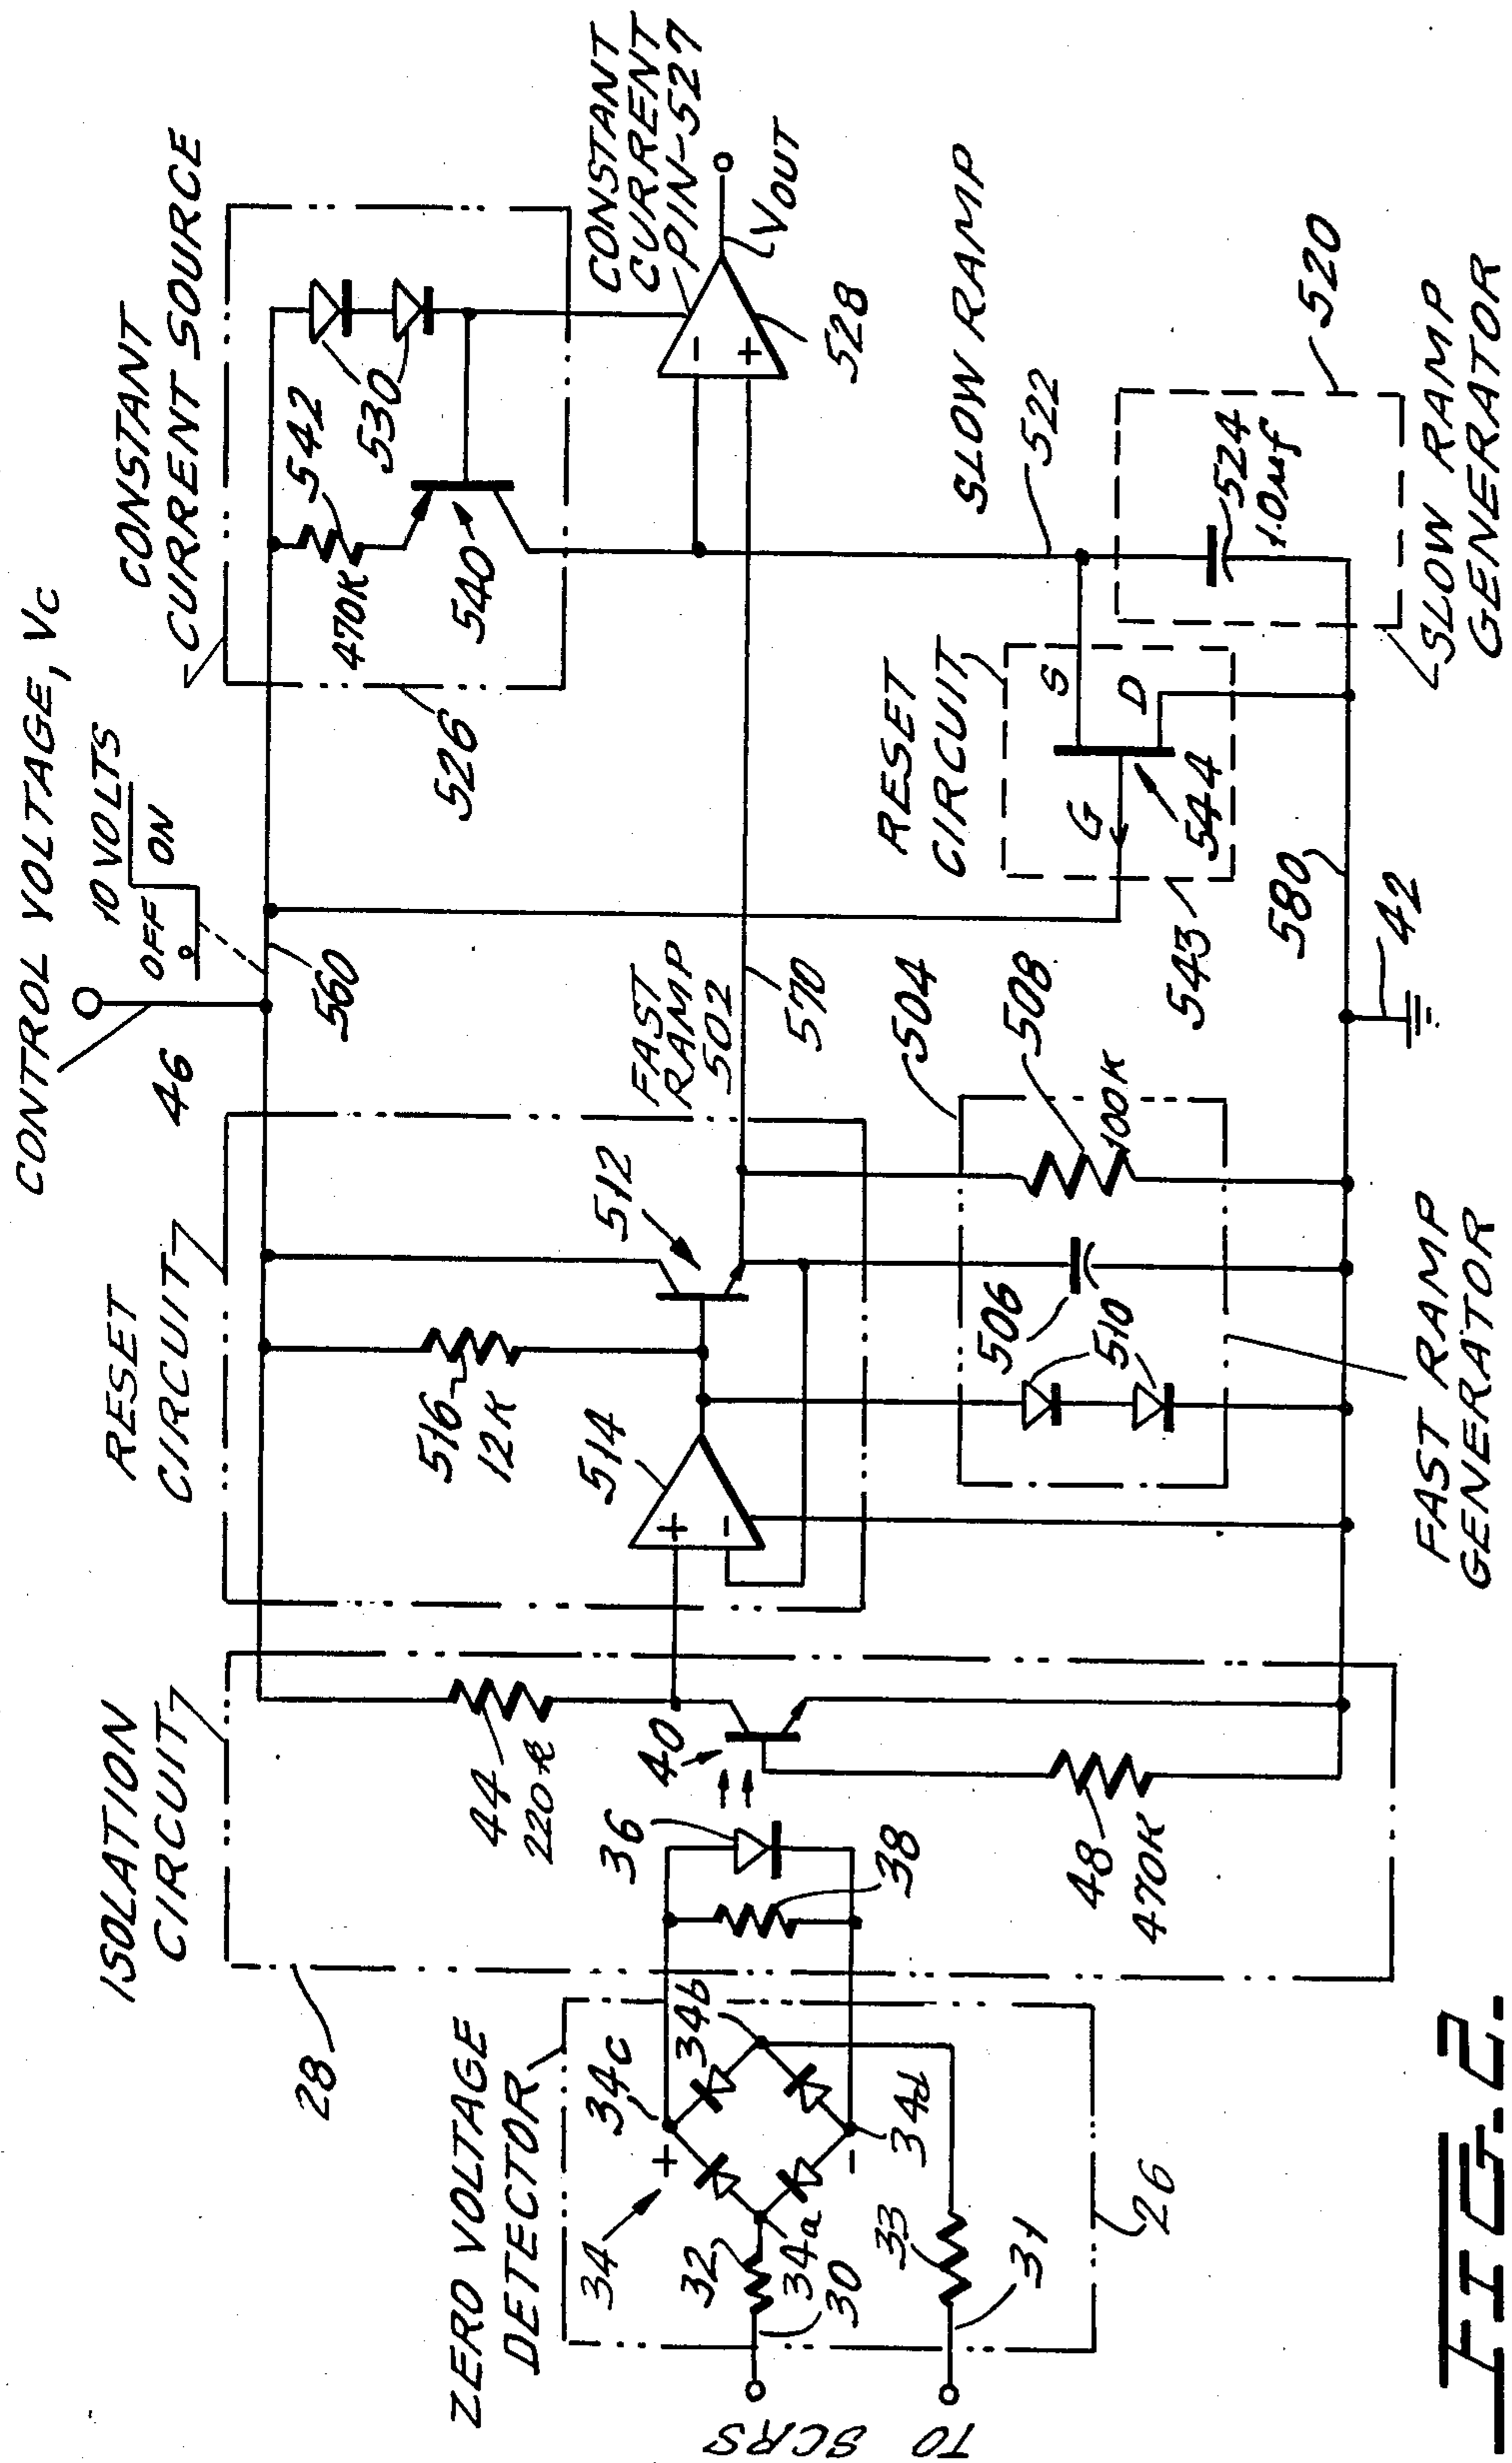 CONTROL VOLTAGE, Vc
46
10 VOLTS
OFF
ON
560
ISOLATION
CIRCUIT
28
RESET
CIRCUIT
CONSTANT
CURRENT SOURCE
526
542
470K
530
540
CONSTANT
CURRENT
PIN-527
VOUT
528
-
+
44
220K
40
36
38
48
470K
516
12K
514
+
-
512
FAST
RAMP
502
570
504
508
100K
506
510
FAST RAMP
GENERATOR
RESET
CIRCUIT
S
D
G
544
543
580
42
SLOW RAMP
522
524
1.0µf
520
SLOW RAMP
GENERATOR
ZERO VOLTAGE
DETECTOR
34
34c
34b
34a
34d
+
-
32
30
33
31
26
TO SCRS
FIG. 2.